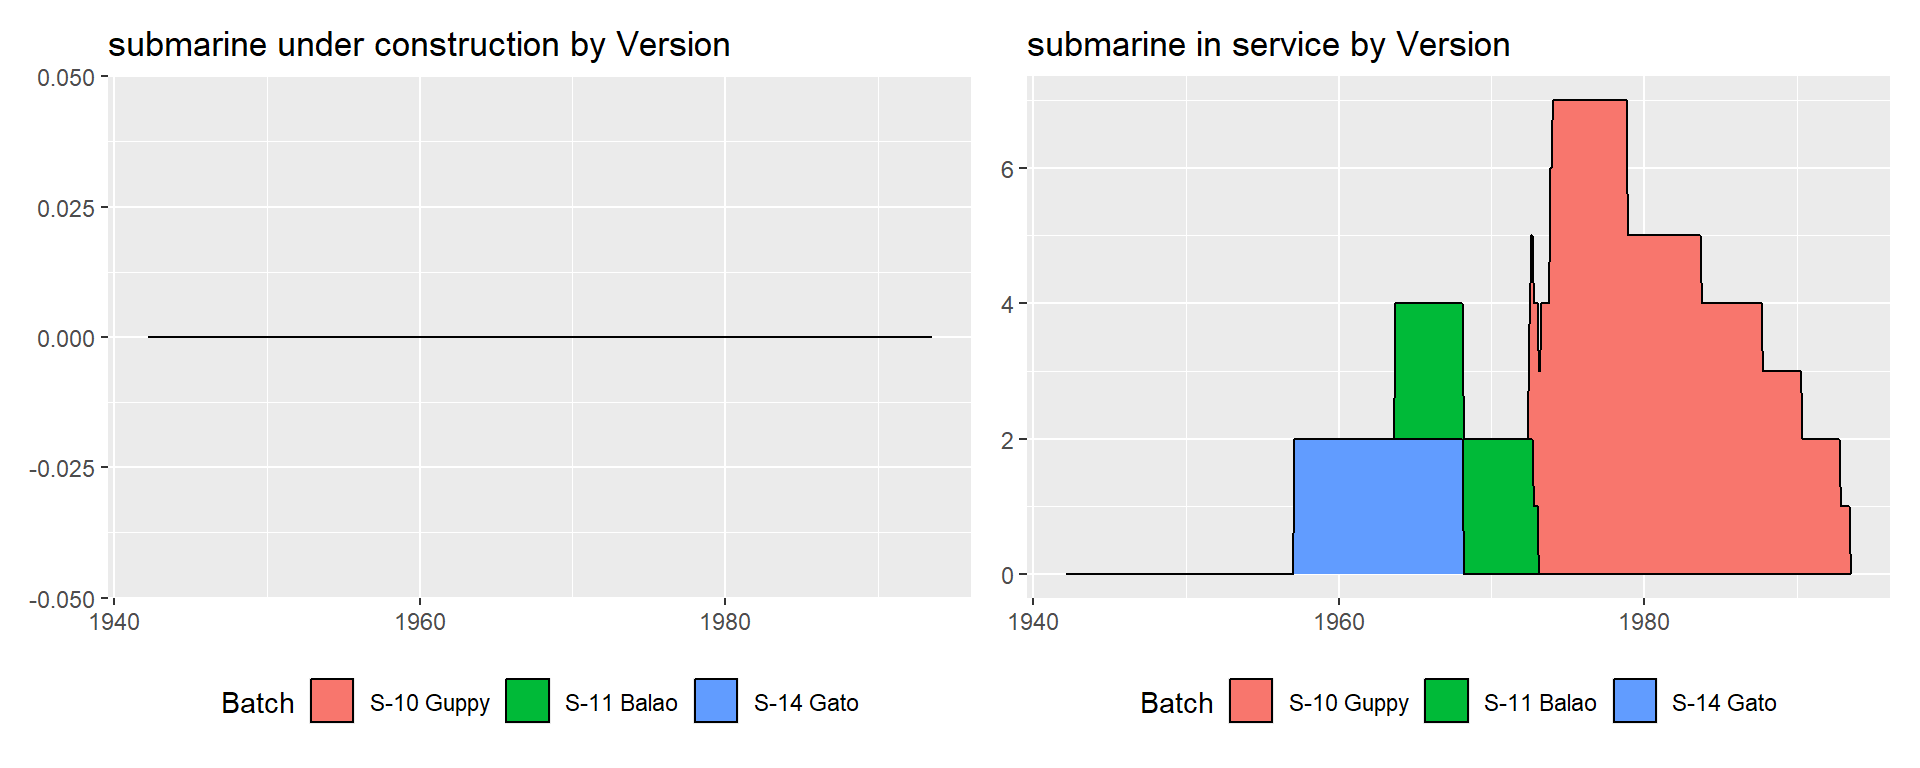 submarine under construction by Version
0.050
0.025
0.000
-0.025
-0.050
1940 1960 1980
Batch S-10 Guppy S-11 Balao S-14 Gato
submarine in service by Version
6
4
2
0
1940 1960 1980
Batch S-10 Guppy S-11 Balao S-14 Gato